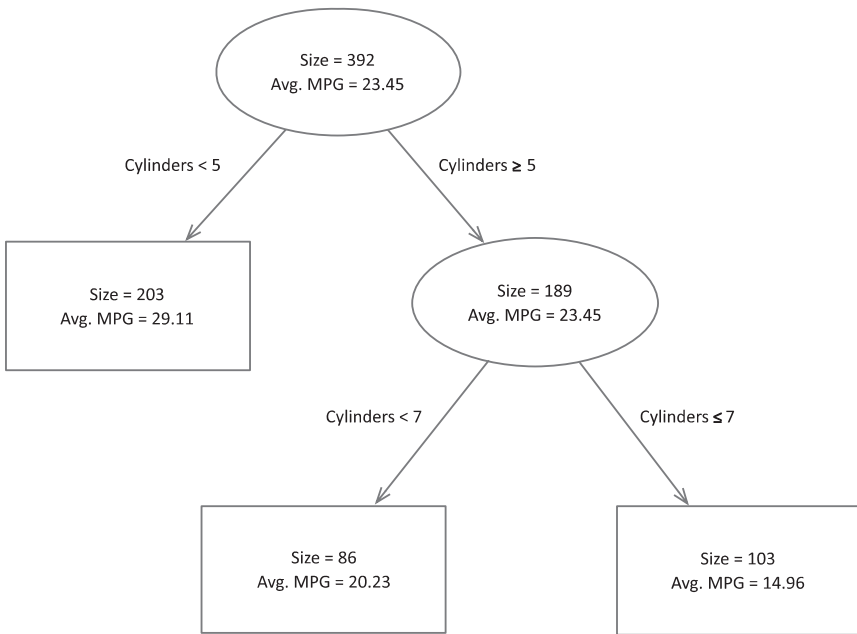 Size = 392
Avg. MPG = 23.45
Cylinders < 5
Cylinders ≥ 5
Size = 203
Avg. MPG = 29.11
Size = 189
Avg. MPG = 23.45
Cylinders < 7
Cylinders ≤ 7
Size = 86
Avg. MPG = 20.23
Size = 103
Avg. MPG = 14.96